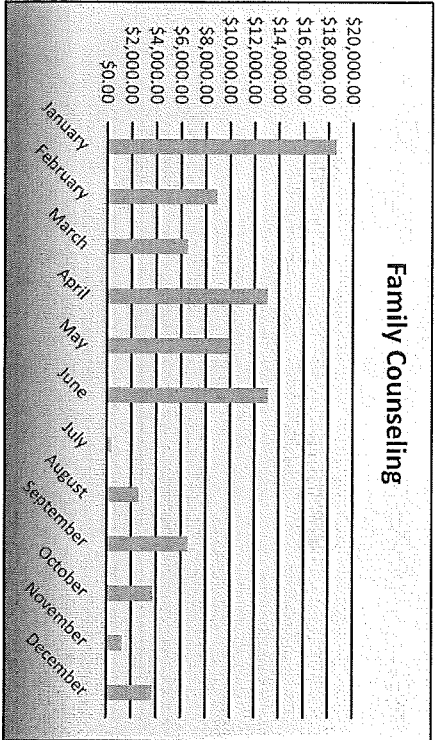 Family Counseling
$20,000.00
$18,000.00
$16,000.00
$14,000.00
$12,000.00
$10,000.00
$8,000.00
$6,000.00
$4,000.00
$2,000.00
$0.00
January
February
March
April
May
June
July
August
September
October
November
December